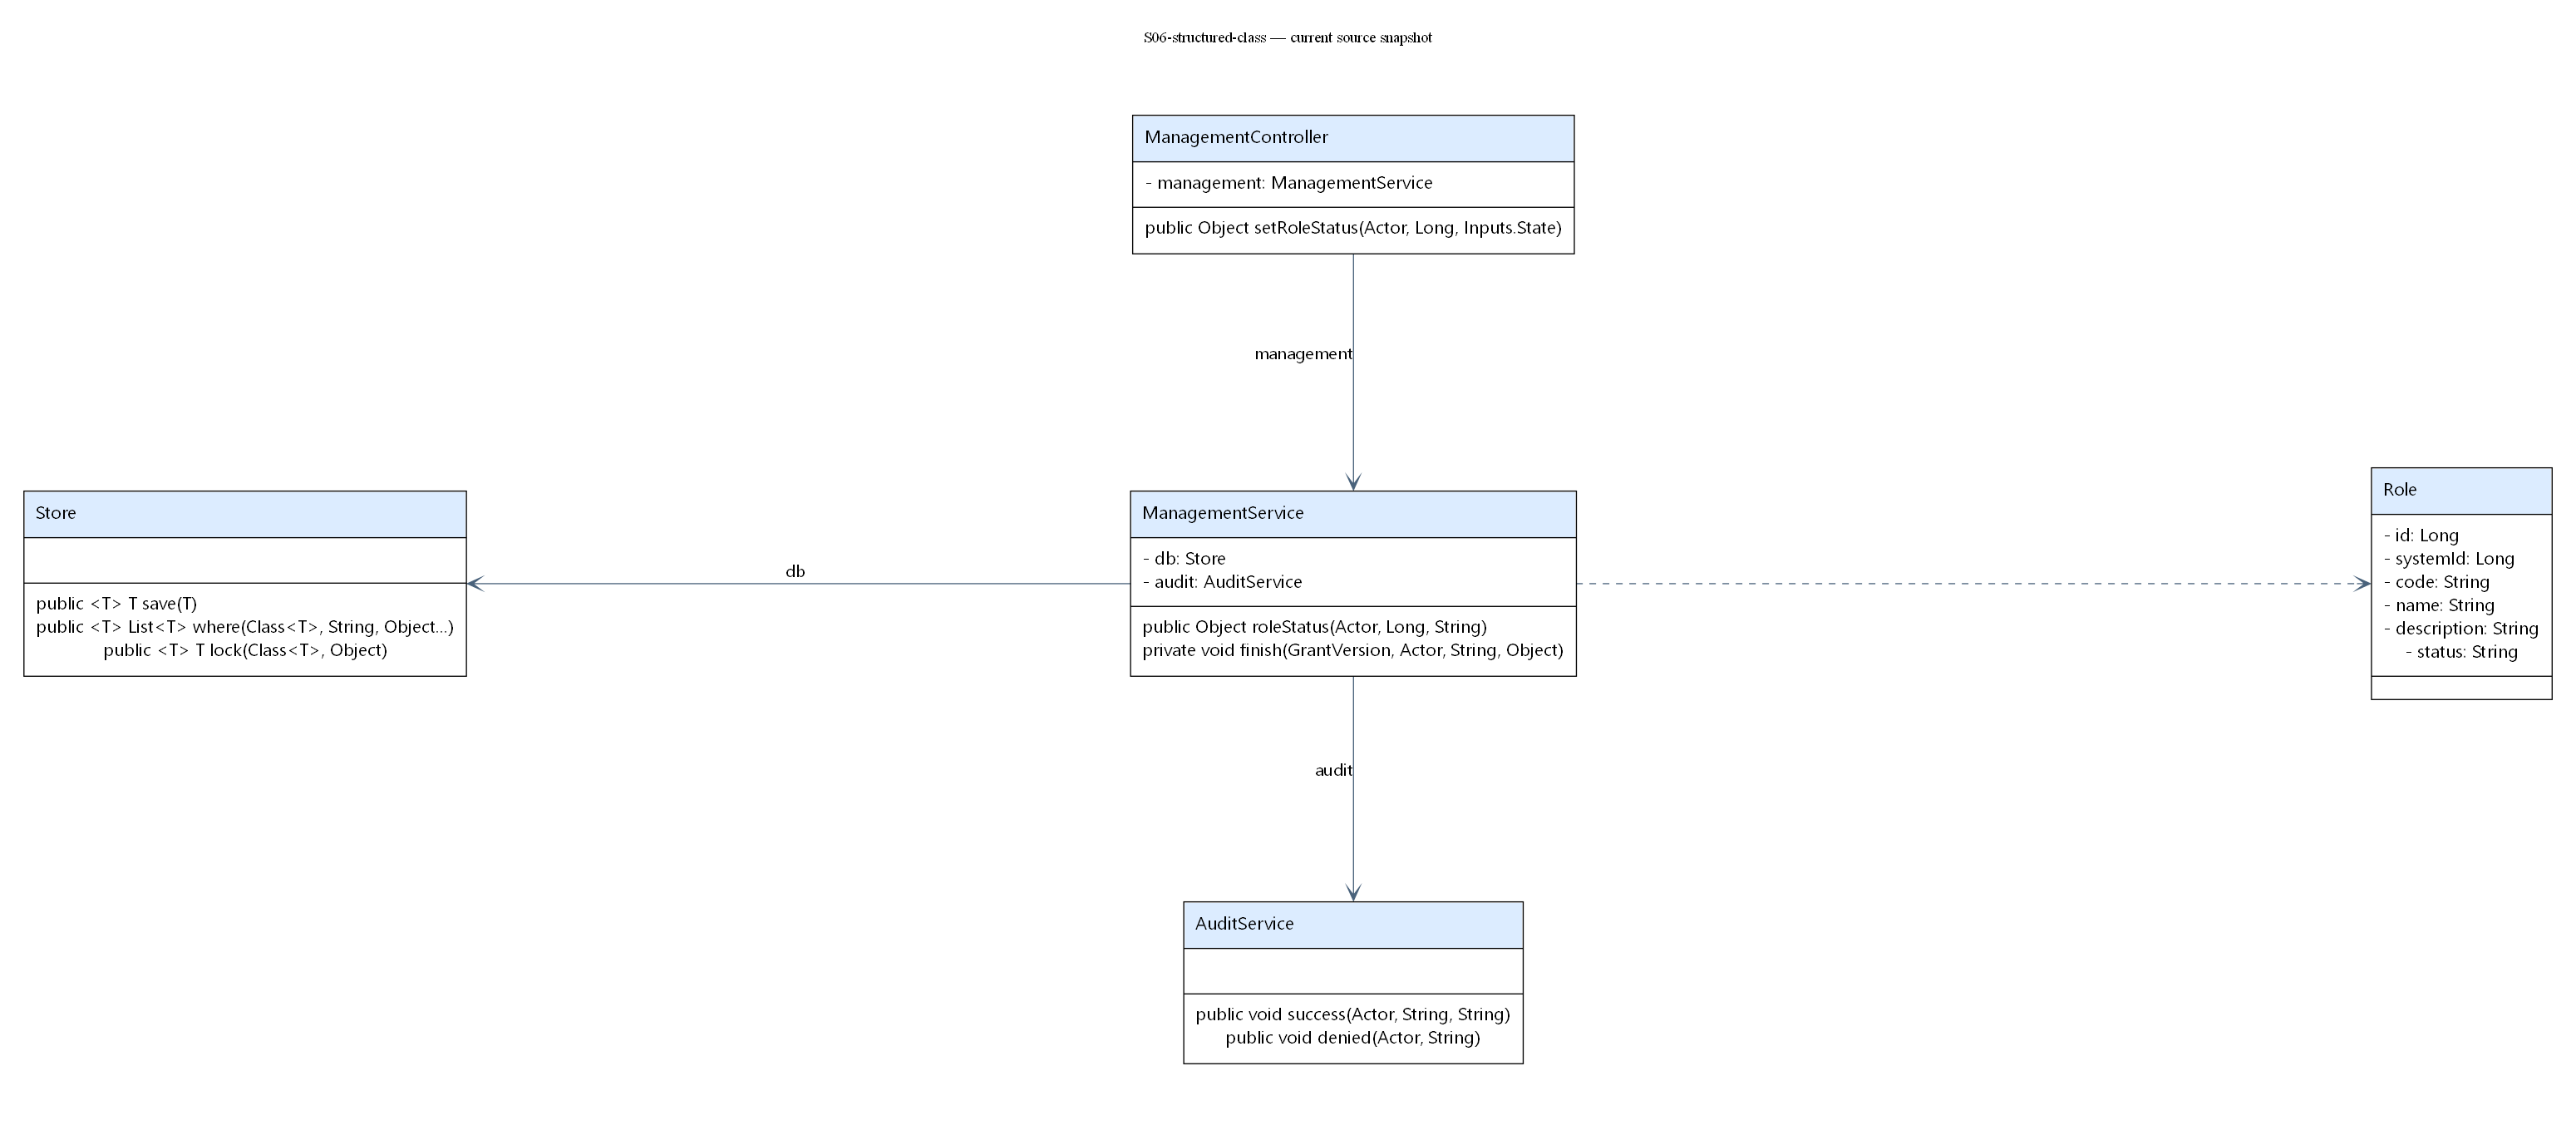 S06-structured-class — current source snapshot
ManagementController
- management: ManagementService
public Object setRoleStatus(Actor, Long, Inputs.State)
management
Store
public <T> T save(T)
public <T> List<T> where(Class<T>, String, Object...)
public <T> T lock(Class<T>, Object)
db
ManagementService
- db: Store
- audit: AuditService
public Object roleStatus(Actor, Long, String)
private void finish(GrantVersion, Actor, String, Object)
Role
- id: Long
- systemId: Long
- code: String
- name: String
- description: String
- status: String
audit
AuditService
public void success(Actor, String, String)
public void denied(Actor, String)